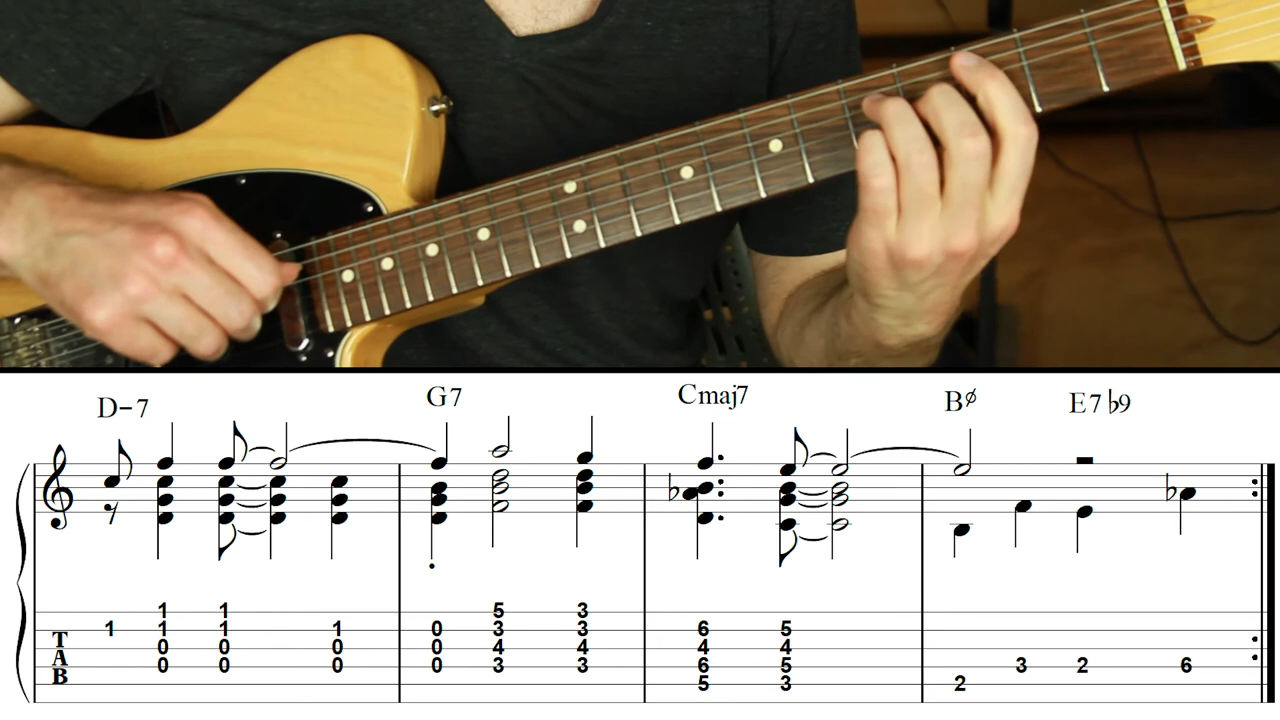 D-7 G7 Cmaj7 Bø E7♭9
1 1 5 3
1 1 1 1 0 3 3 6 5
T
0 0 0 0 4 4 4 4
A
0 0 0 0 3 3 6 5 3 2 6
B
5 3 2